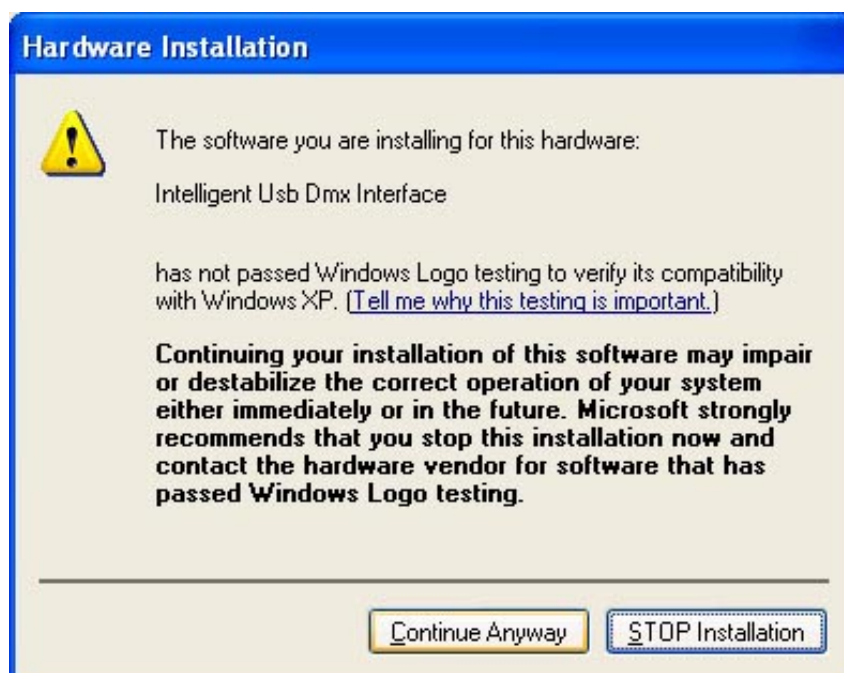 Hardware Installation
The software you are installing for this hardware:
Intelligent Usb Dmx Interface
has not passed Windows Logo testing to verify its compatibility
with Windows XP. (Tell me why this testing is important.)
Continuing your installation of this software may impair
or destabilize the correct operation of your system
either immediately or in the future. Microsoft strongly
recommends that you stop this installation now and
contact the hardware vendor for software that has
passed Windows Logo testing.
Continue Anyway STOP Installation